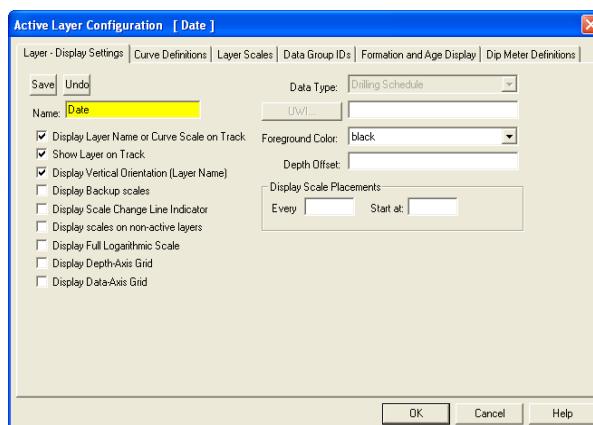 Active Layer Configuration [ Date ]
Layer - Display Settings Curve Definitions Layer Scales Data Group IDs Formation and Age Display Dip Meter Definitions
Save Undo
Name: Date
Display Layer Name or Curve Scale on Track
Show Layer on Track
Display Vertical Orientation (Layer Name)
Display Backup scales
Display Scale Change Line Indicator
Display scales on non-active layers
Display Full Logarithmic Scale
Display Depth-Axis Grid
Display Data-Axis Grid
Data Type: Drilling Schedule
UWI...
Foreground Color: black
Depth Offset:
Display Scale Placements
Every Start at:
OK Cancel Help